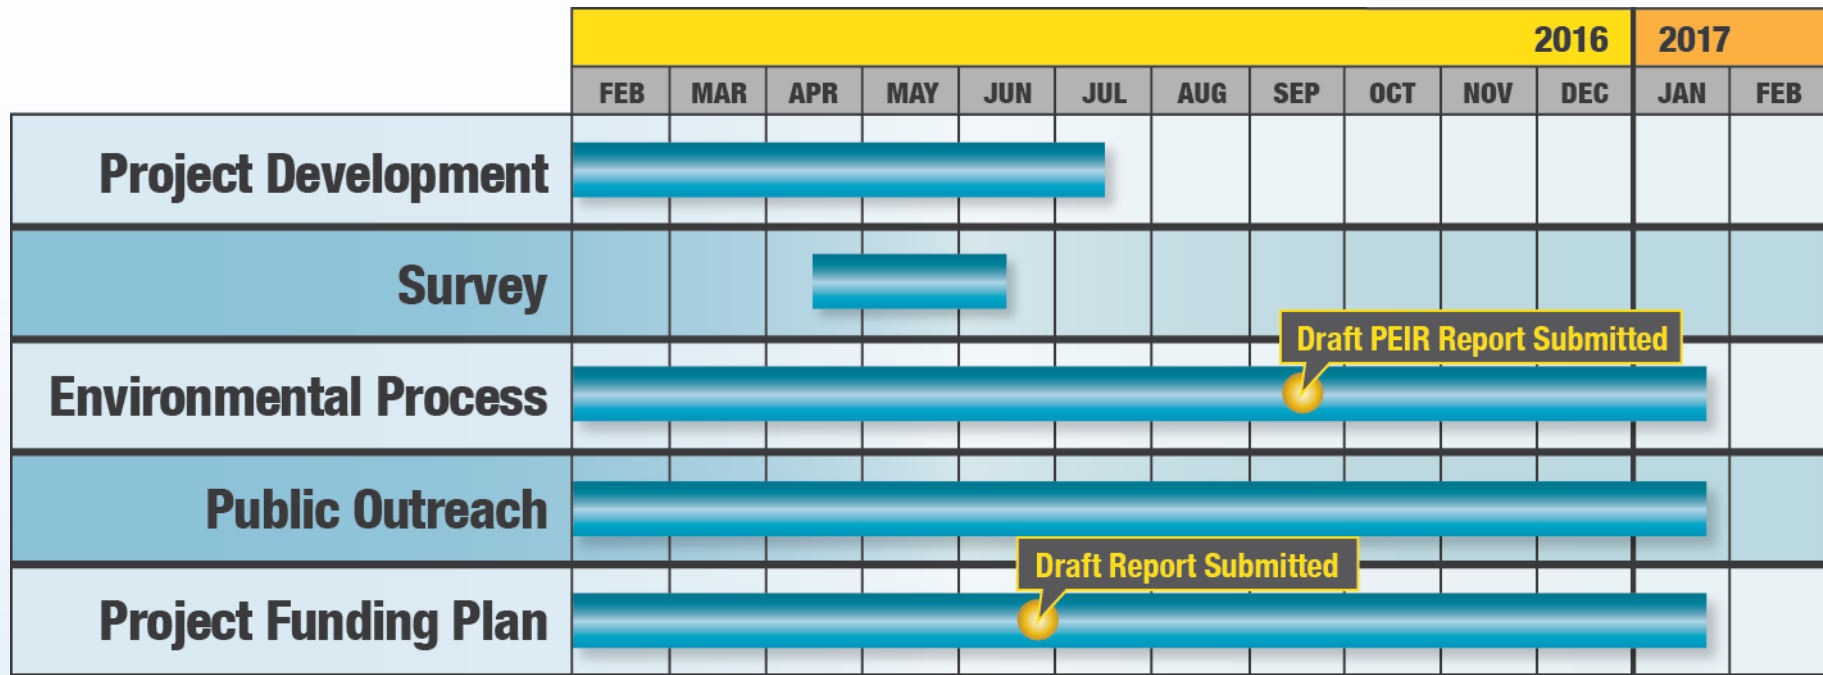 2016 2017
FEB MAR APR MAY JUN JUL AUG SEP OCT NOV DEC JAN FEB
Project Development
Survey
Draft PEIR Report Submitted
Environmental Process
Public Outreach
Draft Report Submitted
Project Funding Plan